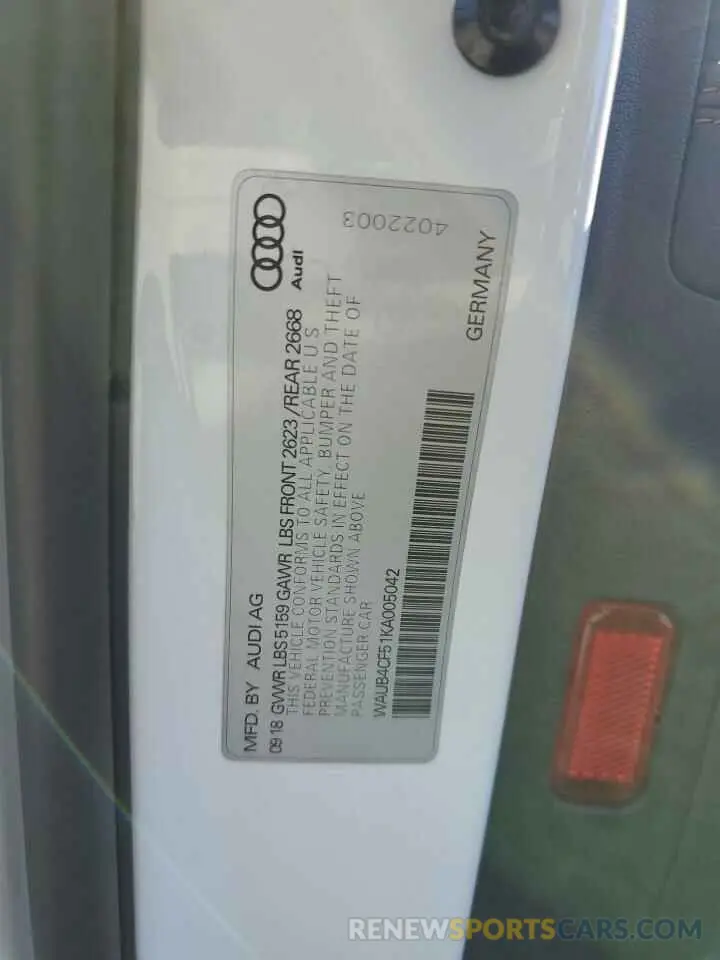 Audi
4022003
MFD. BY AUDI AG
09 18 GVWR LBS 5159 GAWR LBS FRONT 2623 / REAR 2668
THIS VEHICLE CONFORMS TO ALL APPLICABLE U S
FEDERAL MOTOR VEHICLE SAFETY, BUMPER AND THEFT
PREVENTION STANDARDS IN EFFECT ON THE DATE OF
MANUFACTURE SHOWN ABOVE
PASSENGER CAR
WAUB4CF51KA005042
GERMANY
RENEWSPORTSCARS.COM